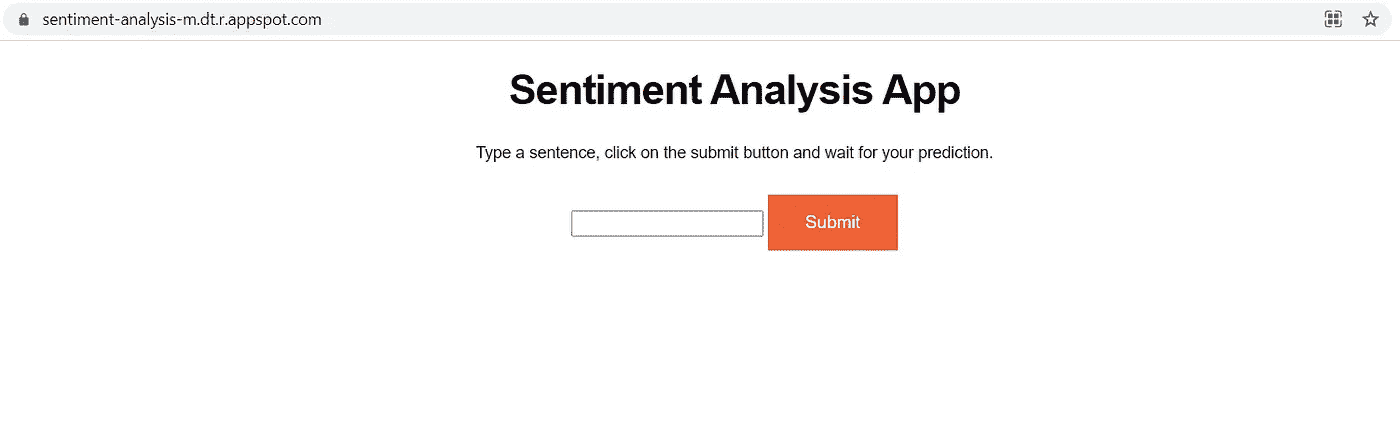 sentiment-analysis-m.dt.r.appspot.com
Sentiment Analysis App
Type a sentence, click on the submit button and wait for your prediction.
Submit